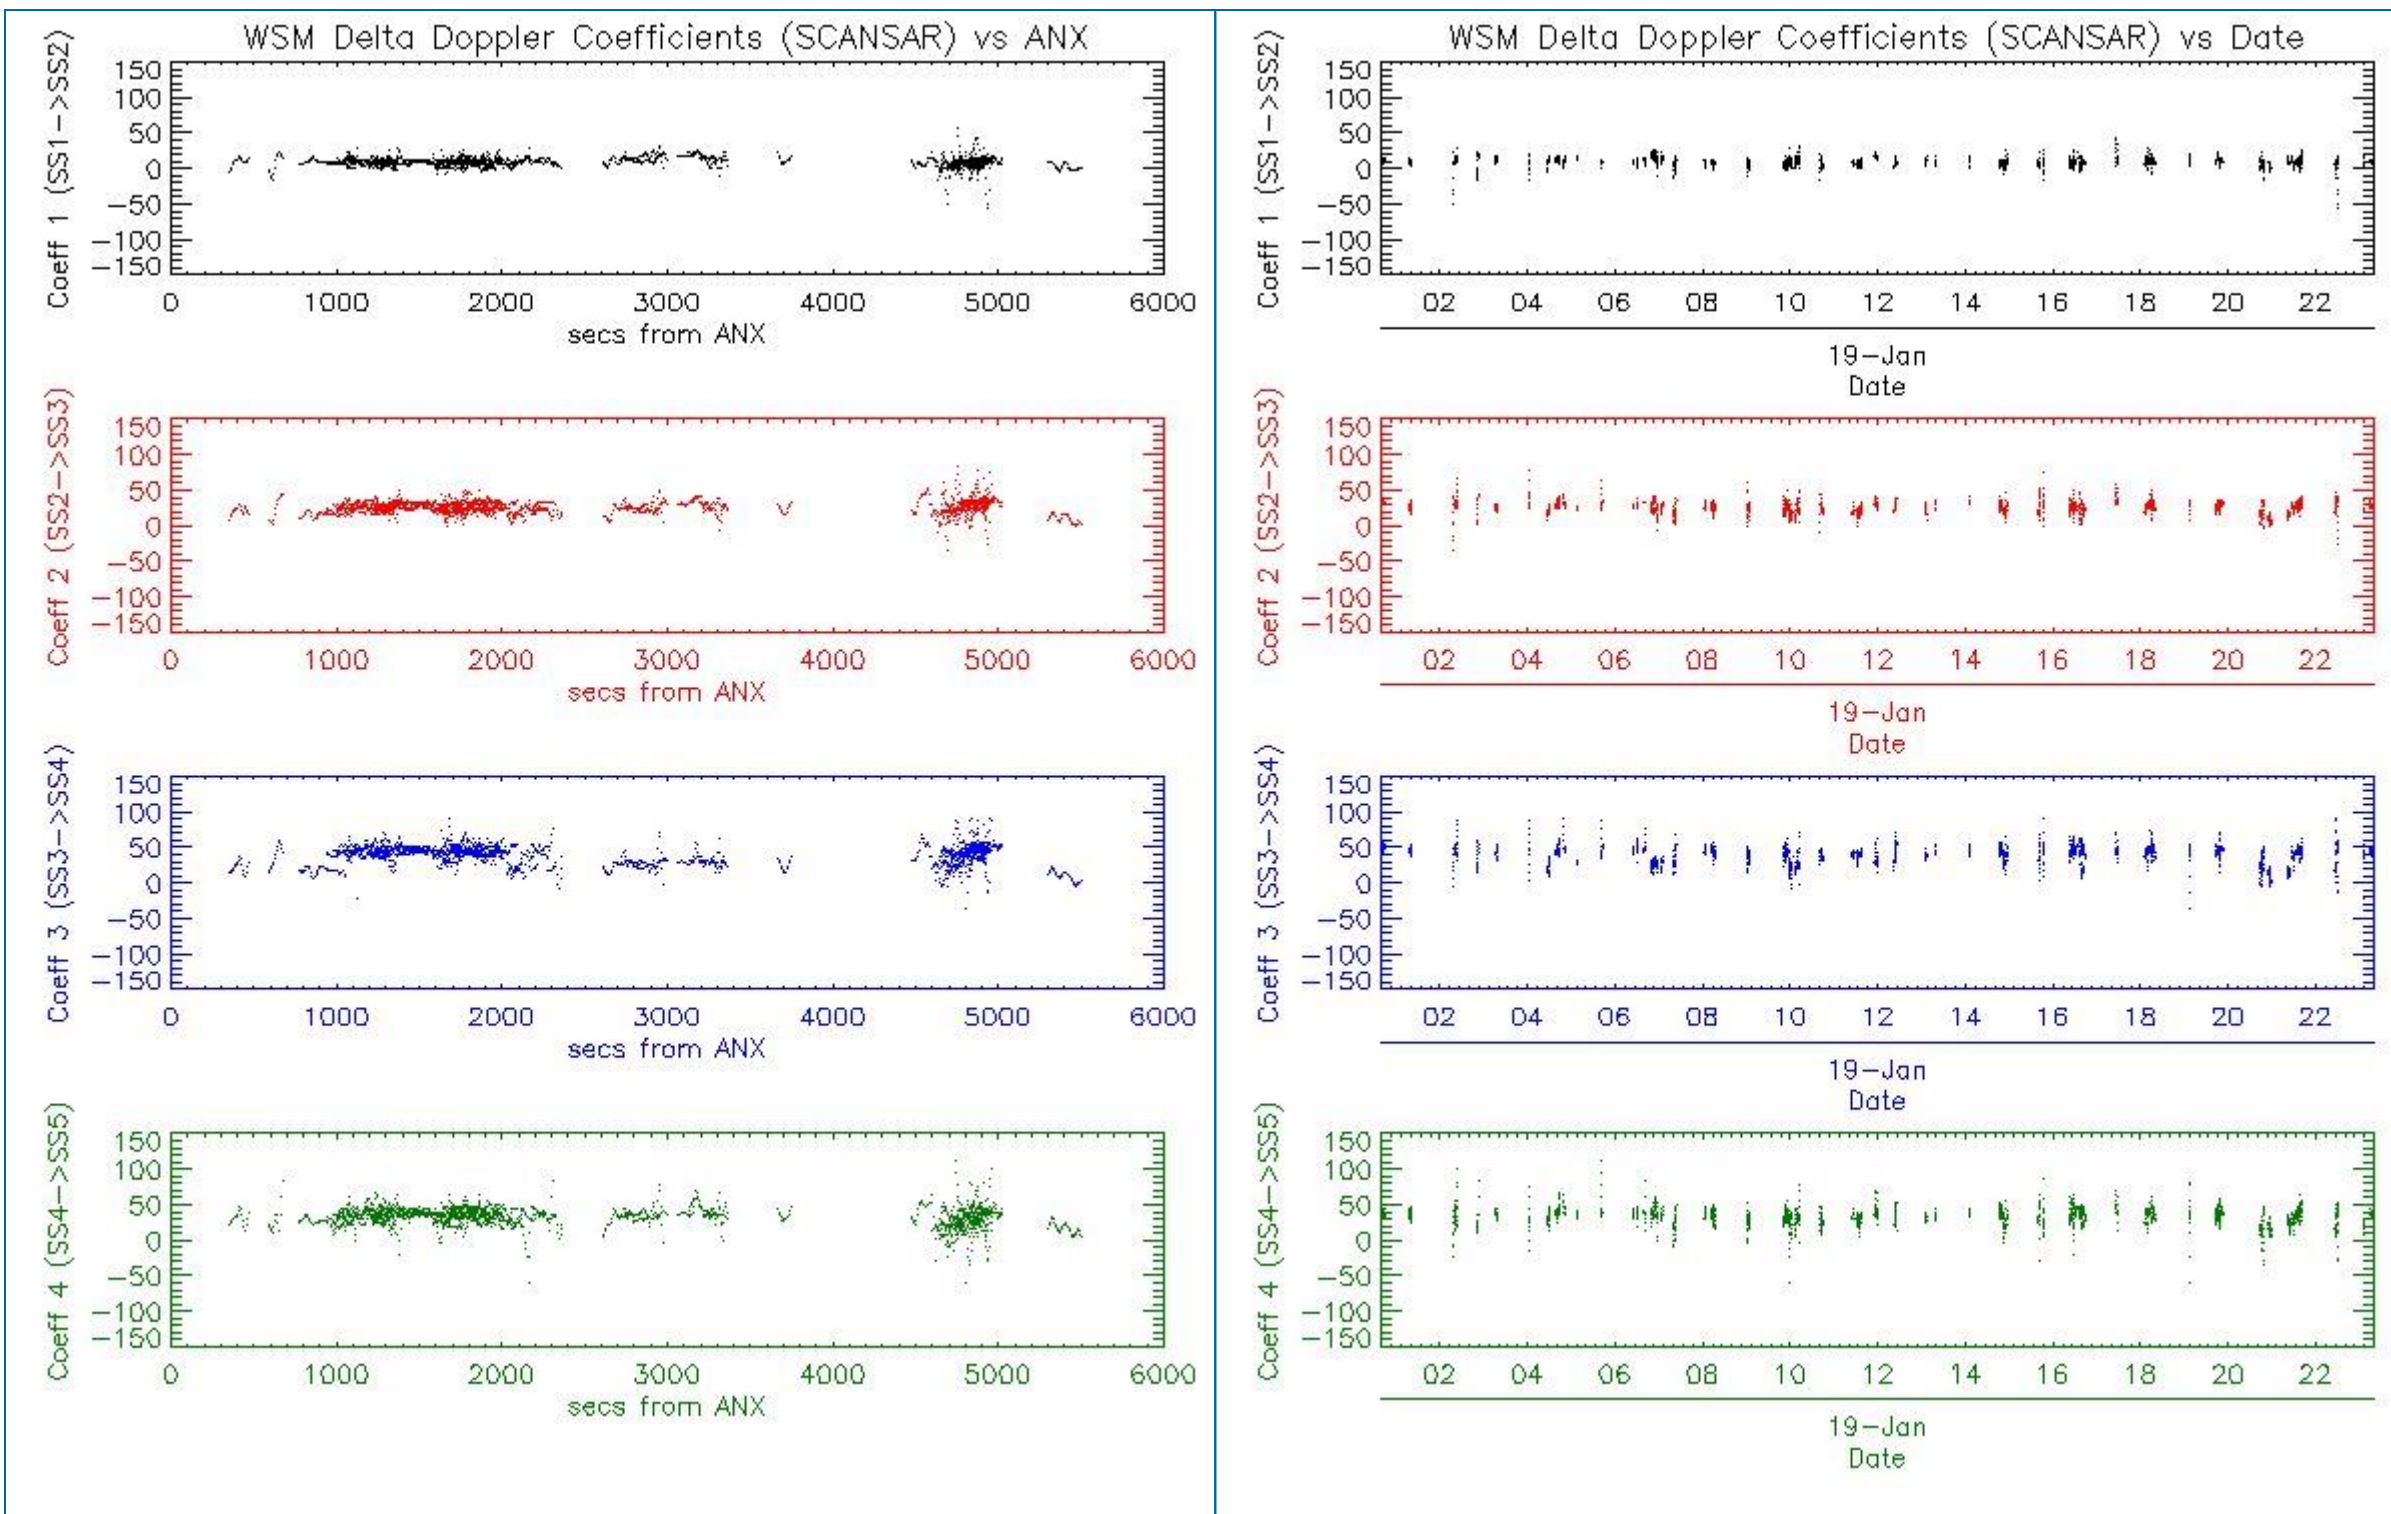 WSM Delta Doppler Coefficients (SCANSAR) vs ANX
Coeff 1 (SS1->SS2)
150
100
50
0
-50
-100
-150
0 1000 2000 3000 4000 5000 6000
secs from ANX
Coeff 2 (SS2->SS3)
150
100
50
0
-50
-100
-150
0 1000 2000 3000 4000 5000 6000
secs from ANX
Coeff 3 (SS3->SS4)
150
100
50
0
-50
-100
-150
0 1000 2000 3000 4000 5000 6000
secs from ANX
Coeff 4 (SS4->SS5)
150
100
50
0
-50
-100
-150
0 1000 2000 3000 4000 5000 6000
secs from ANX
WSM Delta Doppler Coefficients (SCANSAR) vs Date
Coeff 1 (SS1->SS2)
150
100
50
0
-50
-100
-150
02 04 06 08 10 12 14 16 18 20 22
19-Jan
Date
Coeff 2 (SS2->SS3)
150
100
50
0
-50
-100
-150
02 04 06 08 10 12 14 16 18 20 22
19-Jan
Date
Coeff 3 (SS3->SS4)
150
100
50
0
-50
-100
-150
02 04 06 08 10 12 14 16 18 20 22
19-Jan
Date
Coeff 4 (SS4->SS5)
150
100
50
0
-50
-100
-150
02 04 06 08 10 12 14 16 18 20 22
19-Jan
Date